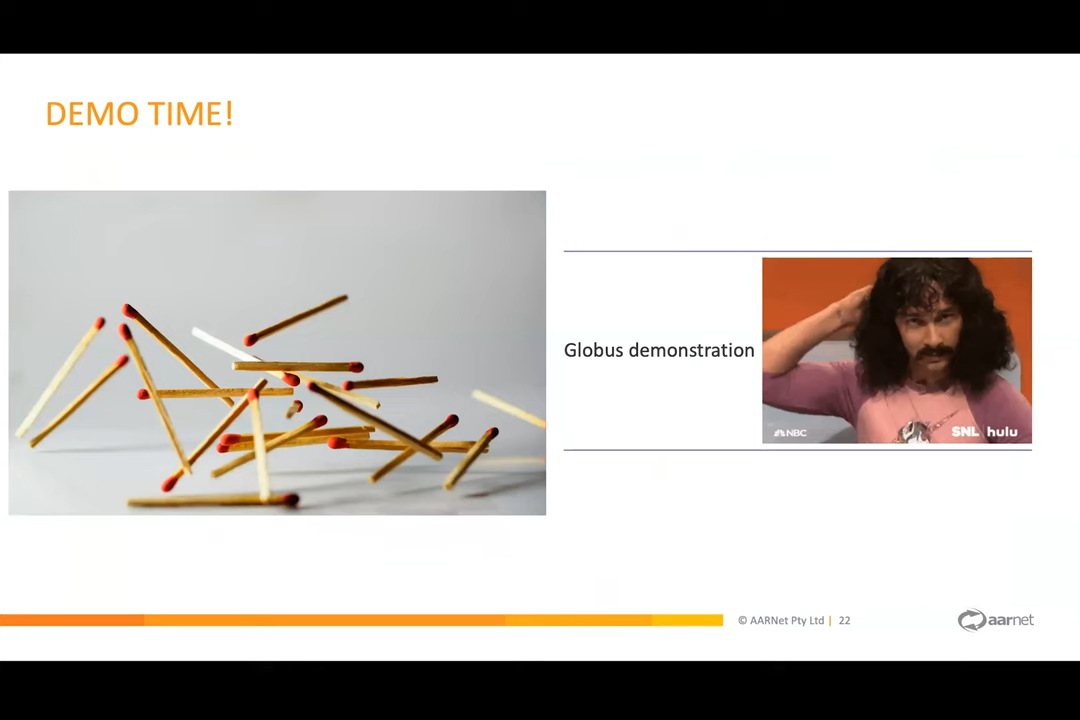 DEMO TIME!
Globus demonstration
NBC
SNL hulu
© AARNet Pty Ltd | 22
aarnet